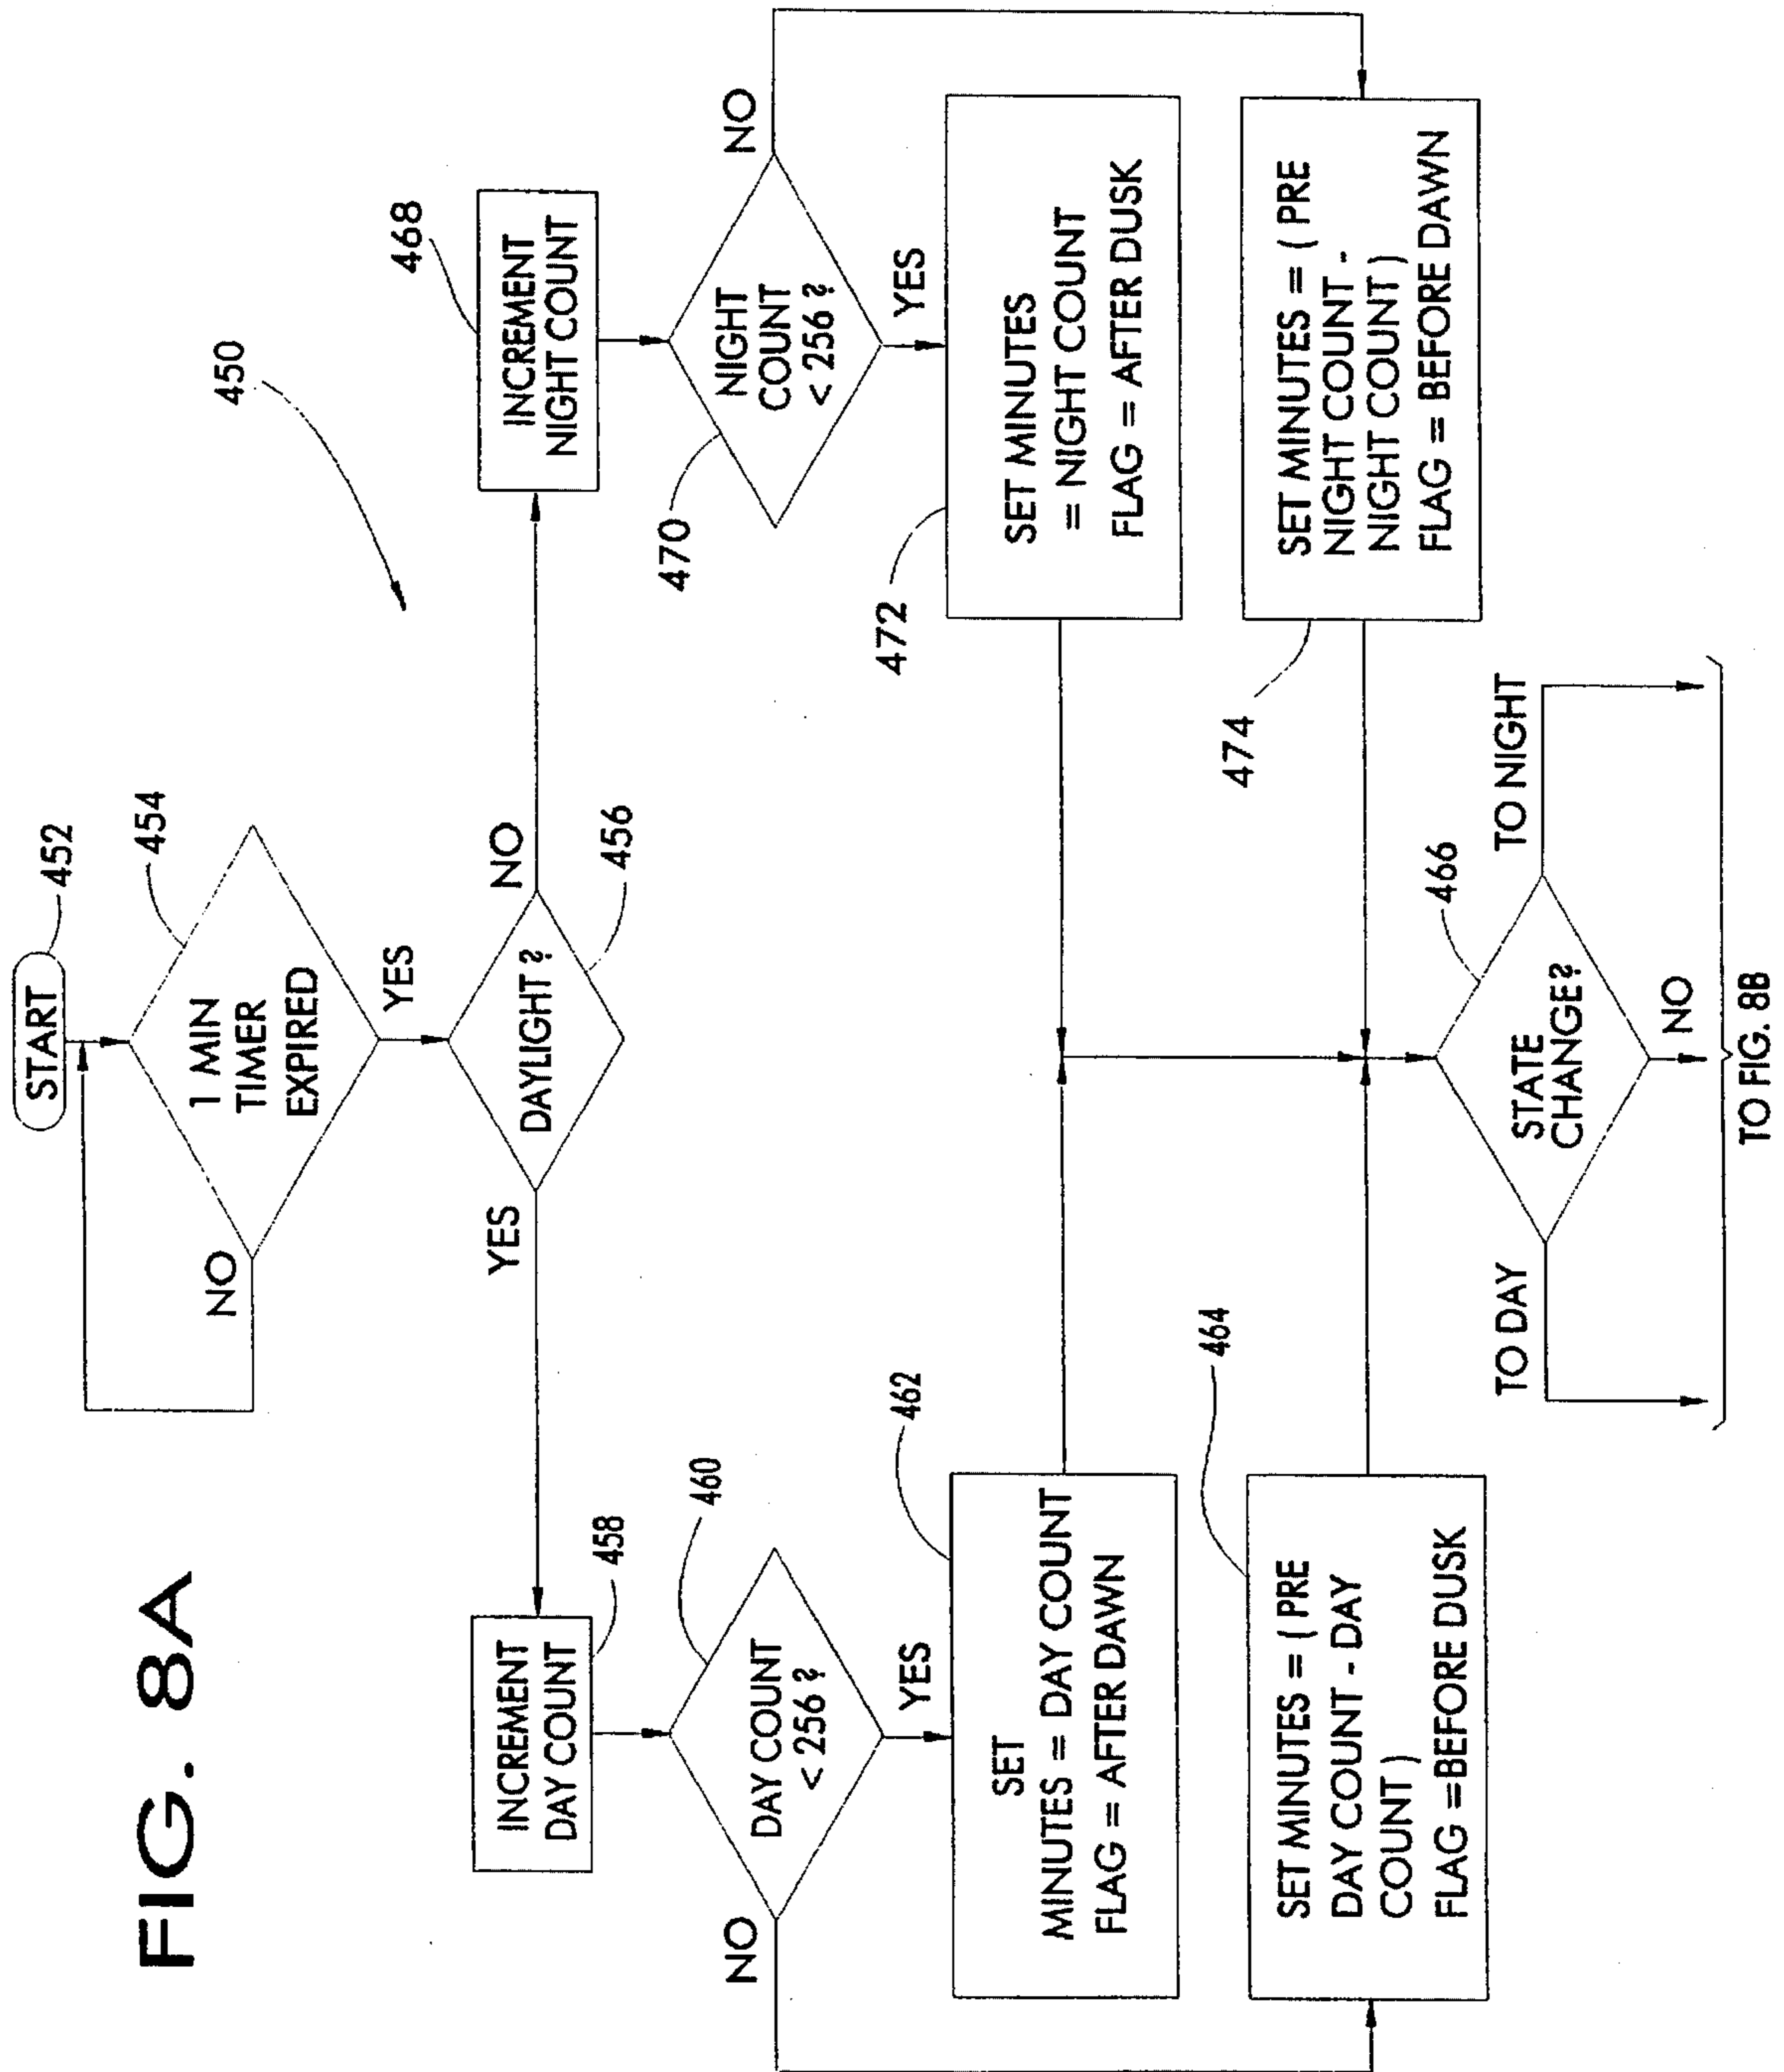 FIG. 8A
START
452
454
1 MIN
TIMER
EXPIRED
NO
YES
DAYLIGHT ?
456
YES
NO
450
INCREMENT
DAY COUNT
458
INCREMENT
NIGHT COUNT
468
DAY COUNT
< 256 ?
460
NO
YES
NIGHT
COUNT
< 256 ?
470
NO
YES
SET
MINUTES = DAY COUNT
FLAG = AFTER DAWN
462
SET MINUTES
= NIGHT COUNT
FLAG = AFTER DUSK
472
SET MINUTES = ( PRE
DAY COUNT - DAY
COUNT )
FLAG =BEFORE DUSK
464
SET MINUTES = ( PRE
NIGHT COUNT -
NIGHT COUNT)
FLAG = BEFORE DAWN
474
STATE
CHANGE?
466
TO DAY
NO
TO NIGHT
TO FIG. 8B